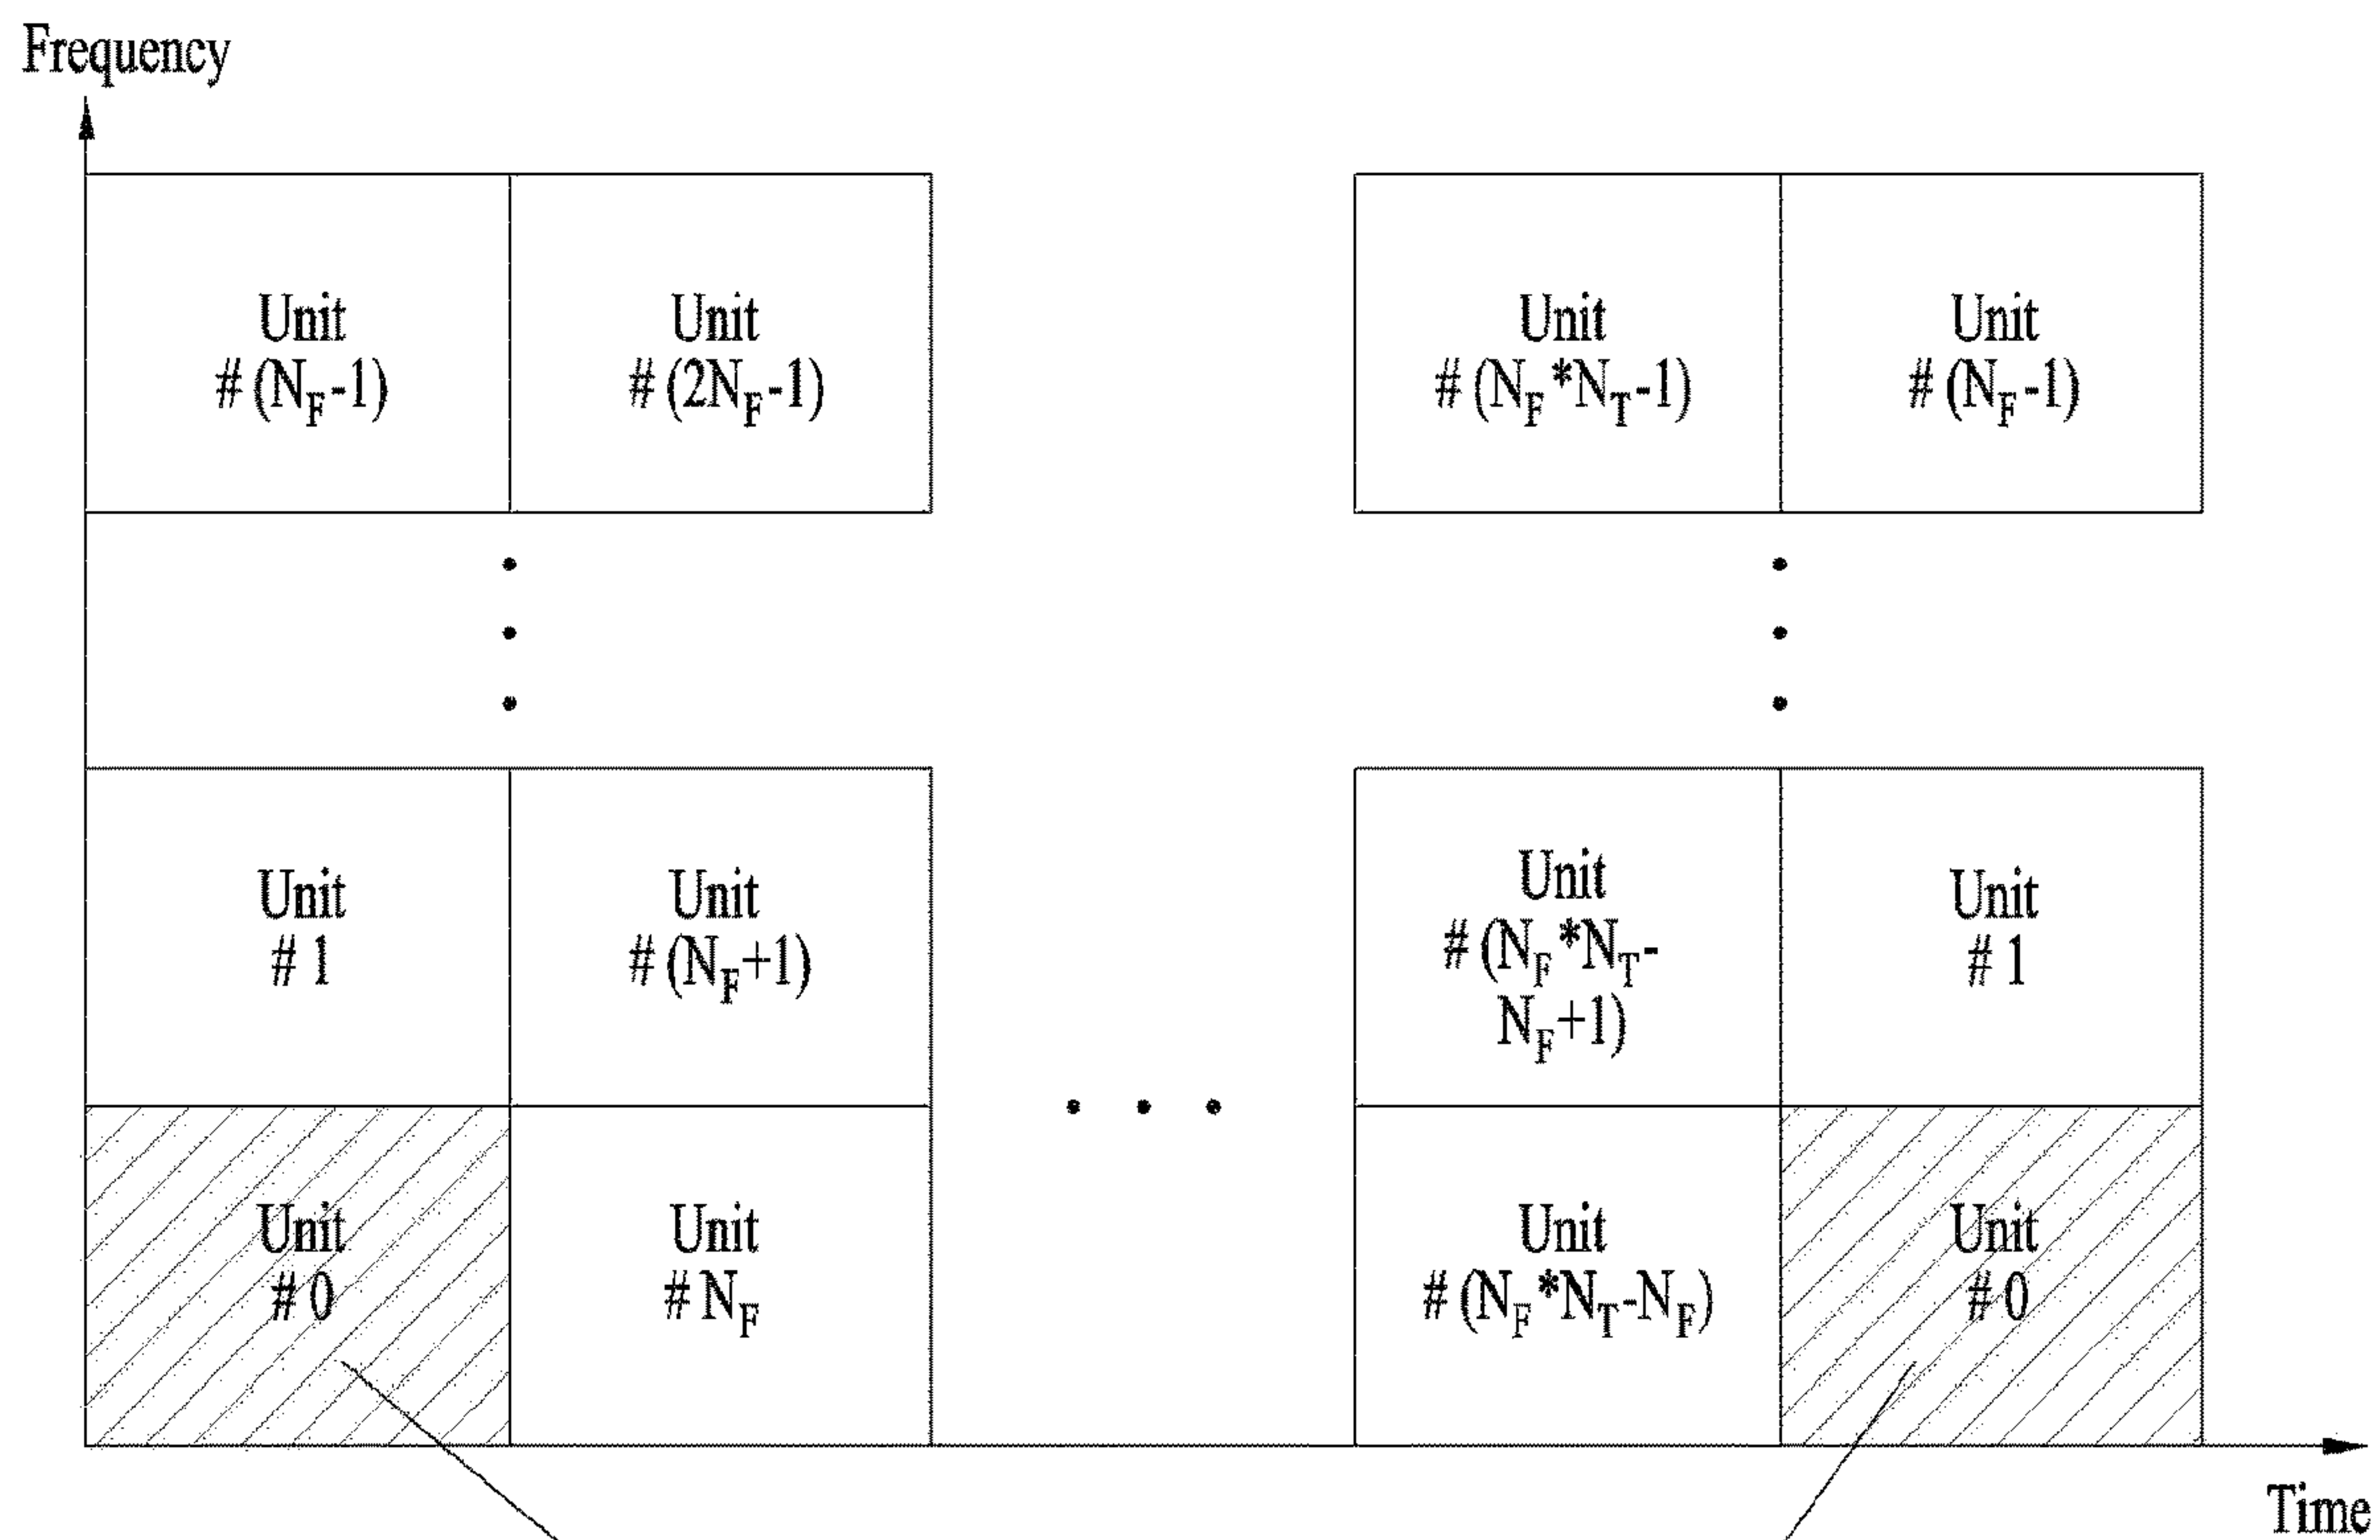 Frequency
Unit
# (N_F-1)
Unit
# (2N_F-1)
Unit
# (N_F*N_T-1)
Unit
# (N_F-1)
Unit
# 1
Unit
# (N_F+1)
Unit
# (N_F*N_T-
N_F+1)
Unit
# 1
Unit
# 0
Unit
# N_F
Unit
# (N_F*N_T-N_F)
Unit
# 0
Time